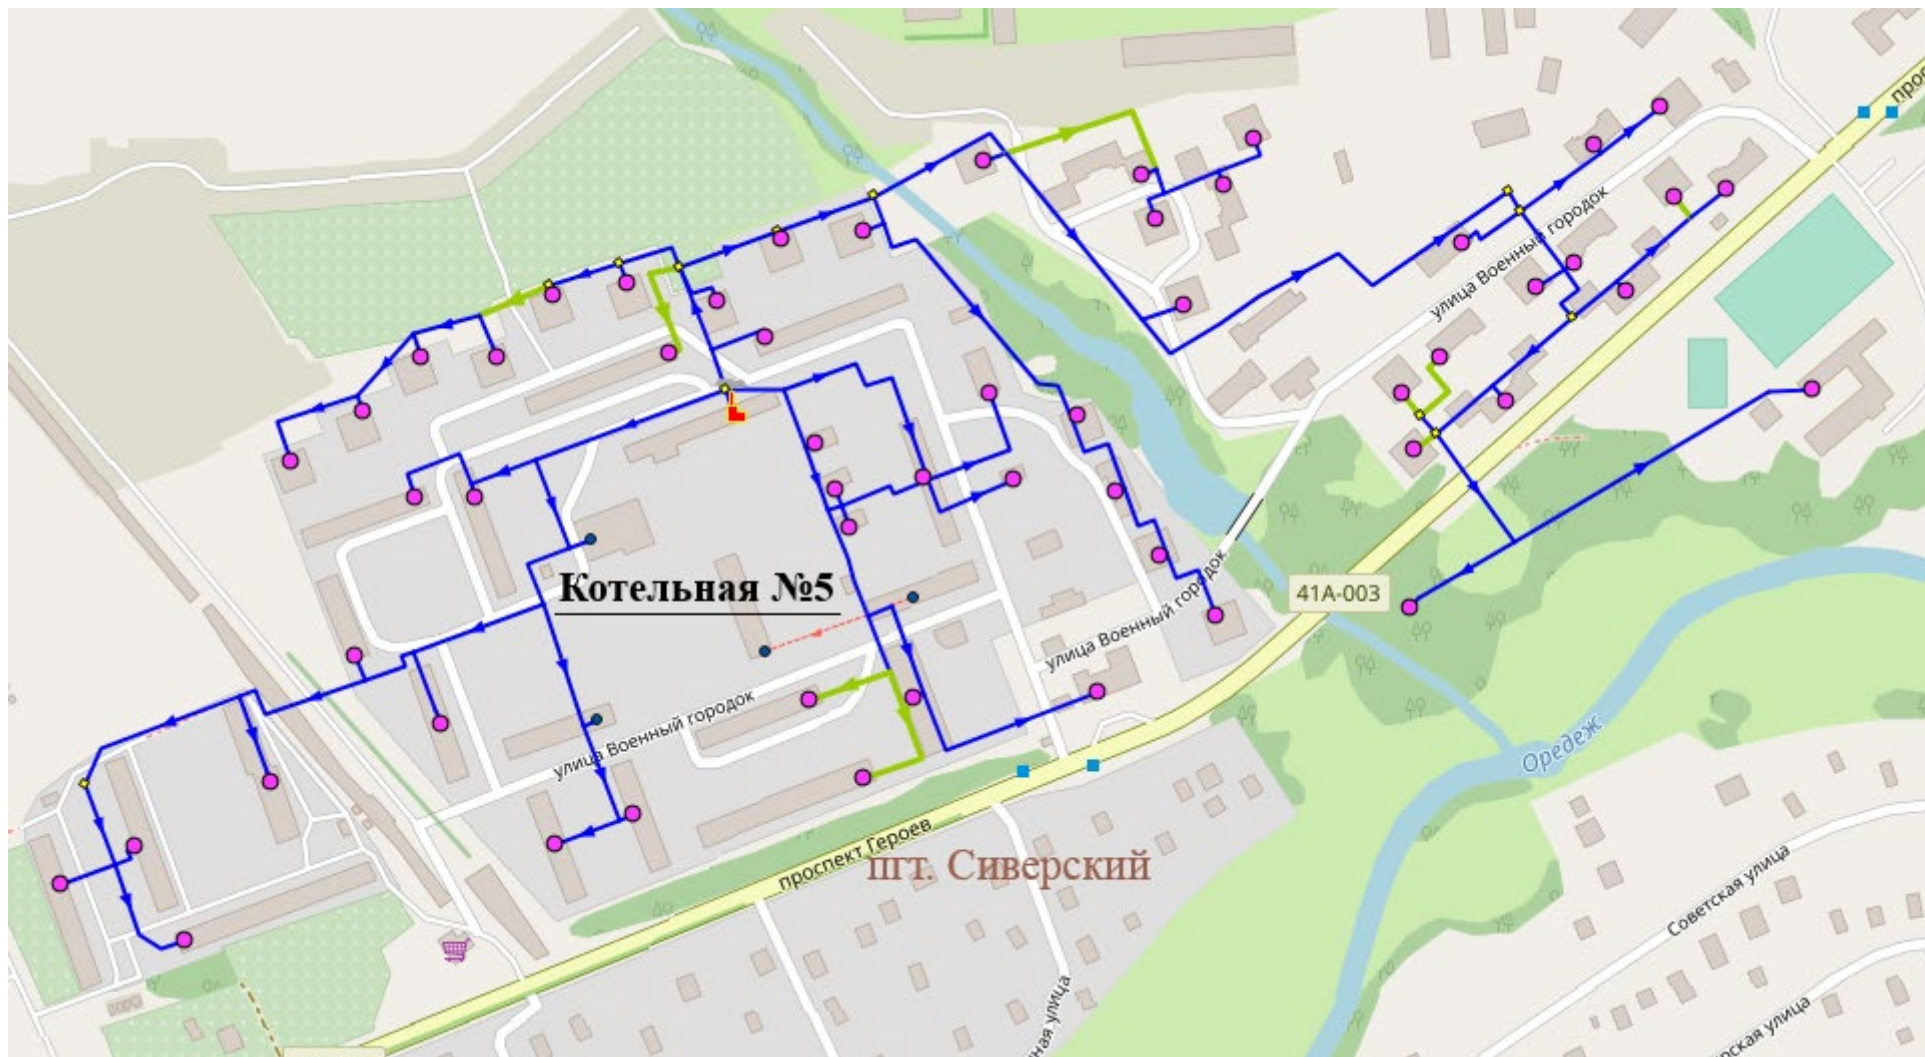 улица Военный городок
Котельная №5
41А-003
улица Военный городок
улица Военный городок
Оредеж
проспект Героев
пгт. Сиверский
Советская улица